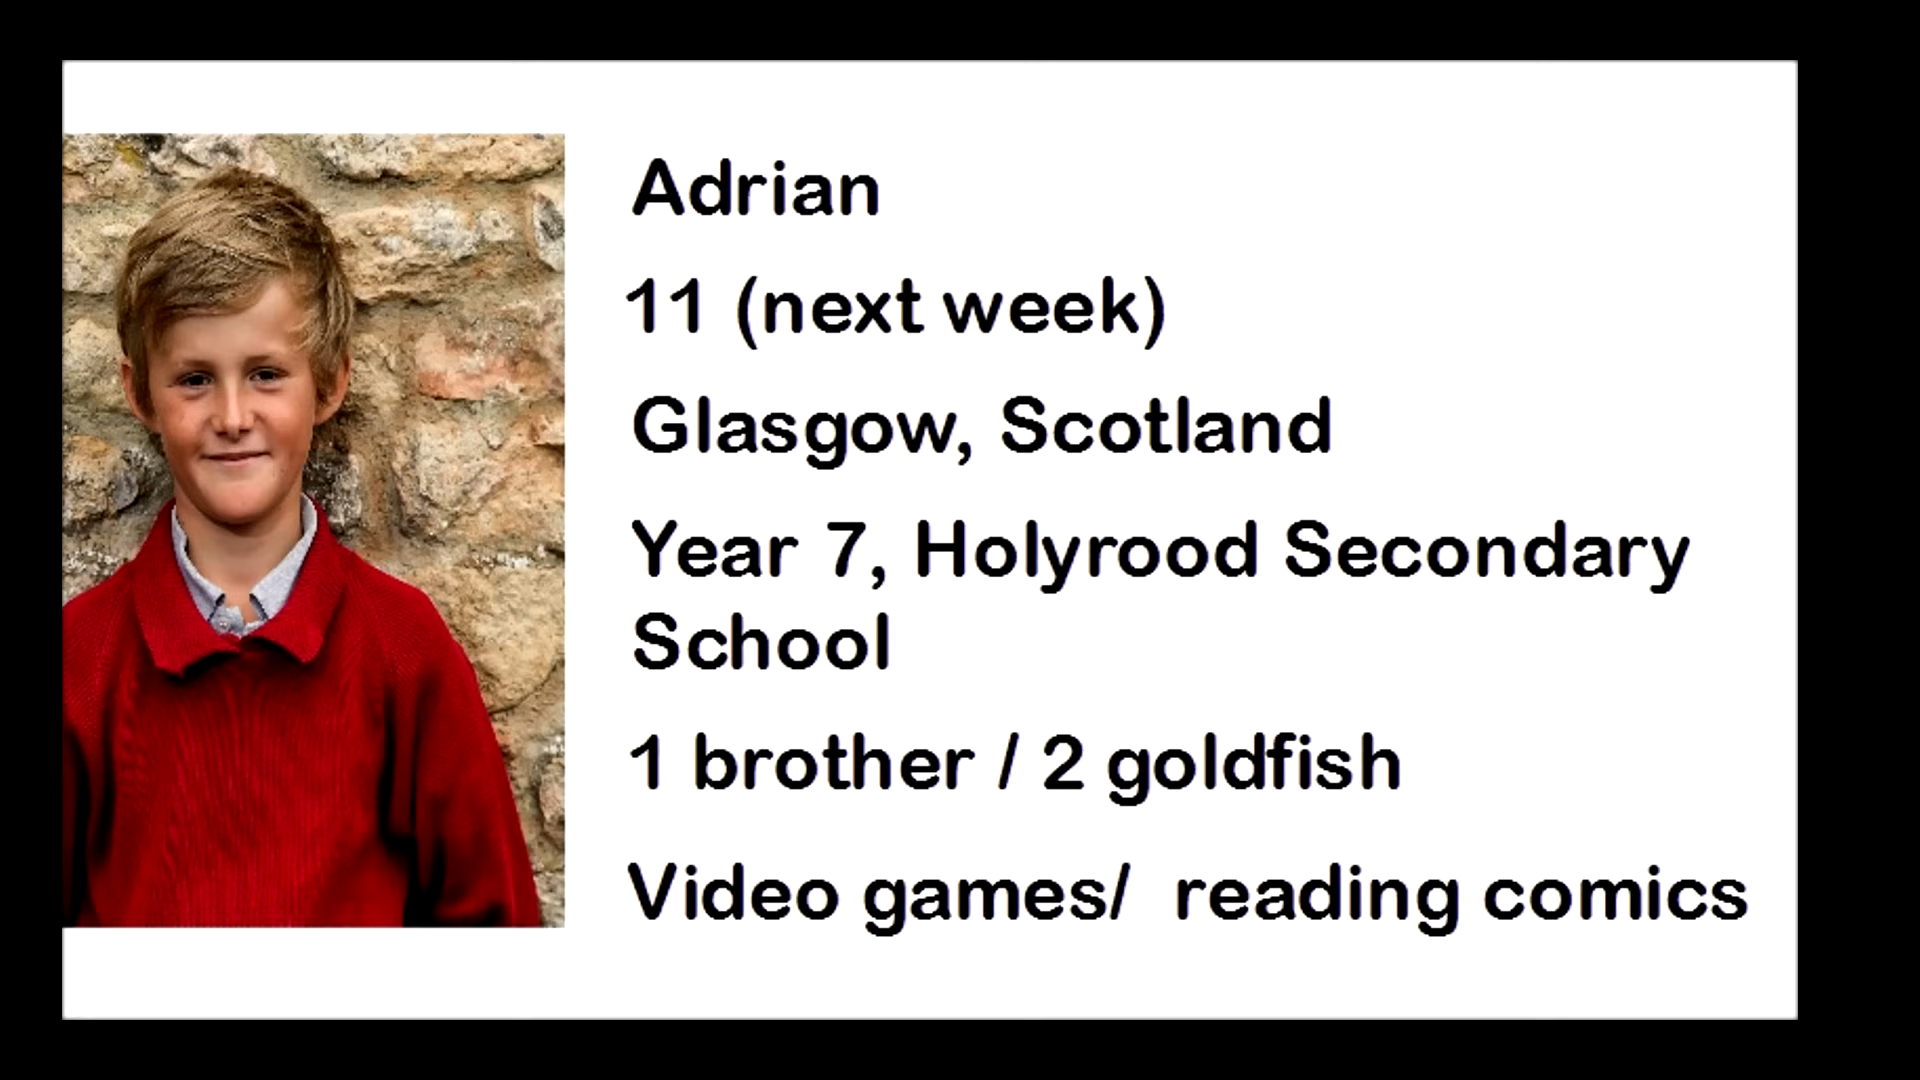 Adrian
11 (next week)
Glasgow, Scotland
Year 7, Holyrood Secondary
School
1 brother / 2 goldfish
Video games/  reading comics